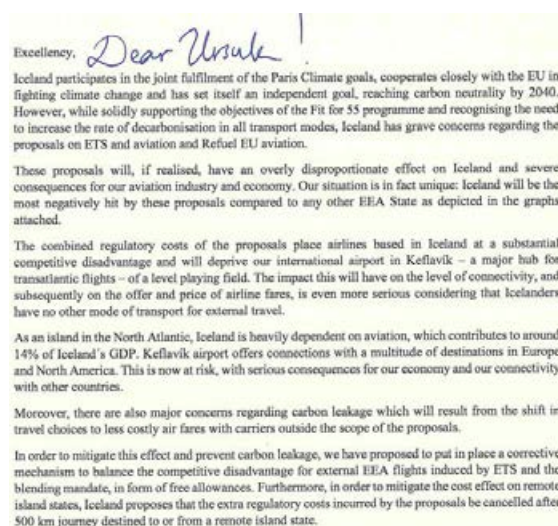 Excellency, Dear Ursula!
Iceland participates in the joint fulfilment of the Paris Climate goals, cooperates closely with the EU in
fighting climate change and has set itself an independent goal, reaching carbon neutrality by 2040.
However, while solidly supporting the objectives of the Fit for 55 programme and recognising the need
to increase the rate of decarbonisation in all transport modes, Iceland has grave concerns regarding the
proposals on ETS and aviation and Refuel EU aviation.
These proposals will, if realised, have an overly disproportionate effect on Iceland and severe
consequences for our aviation industry and economy. Our situation is in fact unique: Iceland will be the
most negatively hit by these proposals compared to any other EEA State as depicted in the graphs
attached.
The combined regulatory costs of the proposals place airlines based in Iceland at a substantial
competitive disadvantage and will deprive our international airport in Keflavík – a major hub for
transatlantic flights – of a level playing field. The impact this will have on the level of connectivity, and
subsequently on the offer and price of airline fares, is even more serious considering that Icelanders
have no other mode of transport for external travel.
As an island in the North Atlantic, Iceland is heavily dependent on aviation, which contributes to around
14% of Iceland´s GDP. Keflavík airport offers connections with a multitude of destinations in Europe
and North America. This is now at risk, with serious consequences for our economy and our connectivity
with other countries.
Moreover, there are also major concerns regarding carbon leakage which will result from the shift in
travel choices to less costly air fares with carriers outside the scope of the proposals.
In order to mitigate this effect and prevent carbon leakage, we have proposed to put in place a corrective
mechanism to balance the competitive disadvantage for external EEA flights induced by ETS and the
blending mandate, in form of free allowances. Furthermore, in order to mitigate the cost effect on remote
island states, Iceland proposes that the extra regulatory costs incurred by the proposals be cancelled after
500 km journey destined to or from a remote island state.